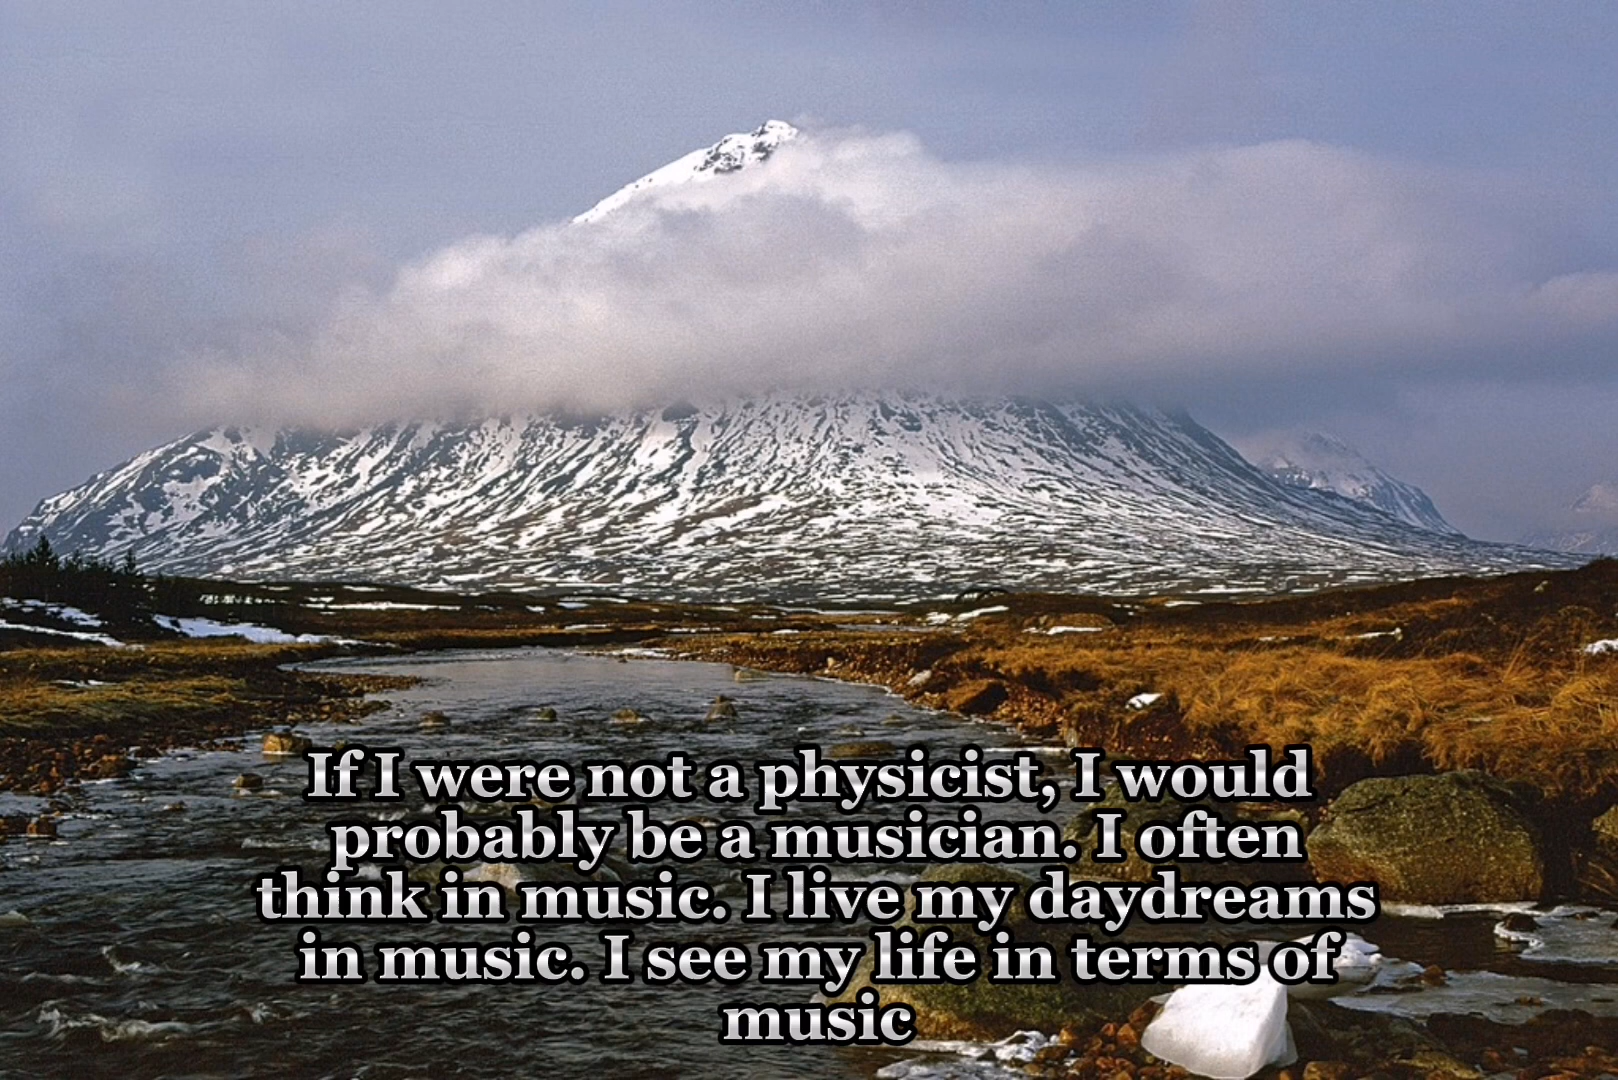 If I were not a physicist, I would
probably be a musician. I often
think in music. I live my daydreams
in music. I see my life in terms of
music